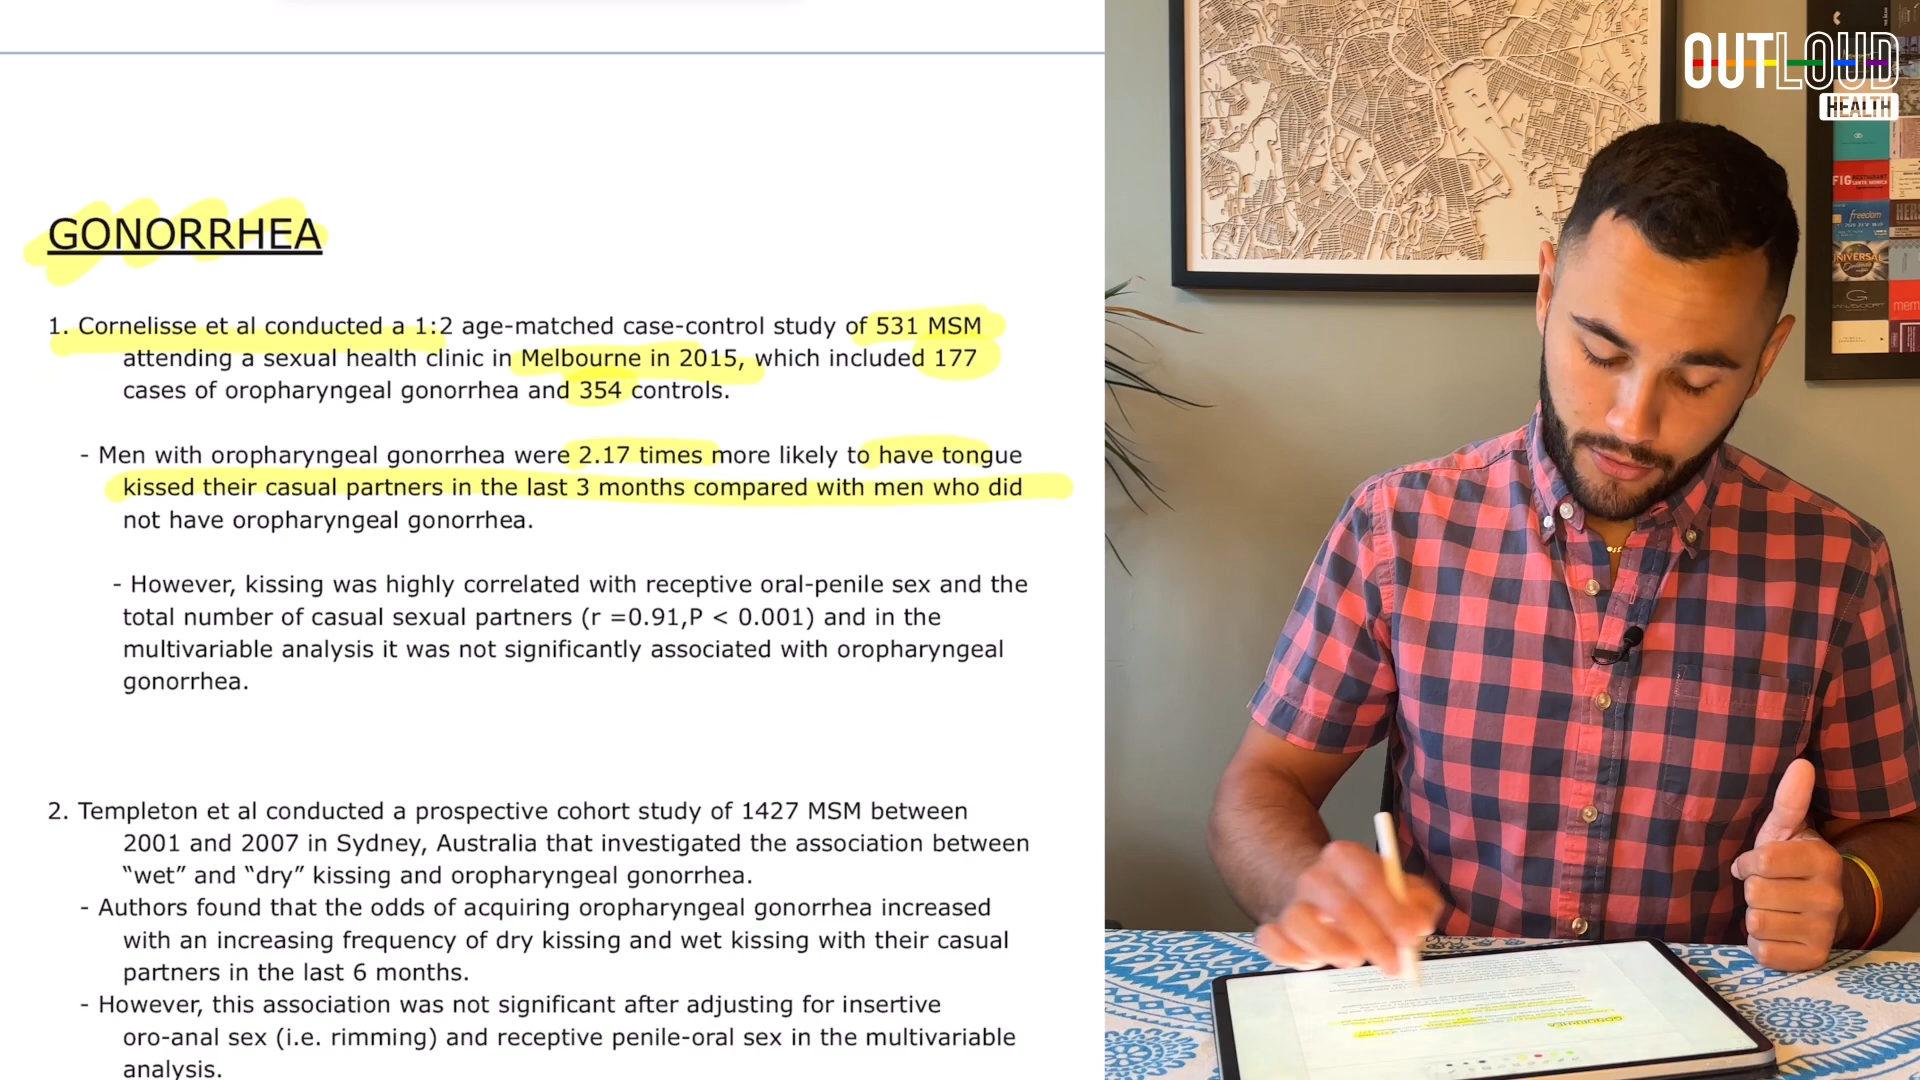 GONORRHEA
1. Cornelisse et al conducted a 1:2 age-matched case-control study of 531 MSM
attending a sexual health clinic in Melbourne in 2015, which included 177
cases of oropharyngeal gonorrhea and 354 controls.
- Men with oropharyngeal gonorrhea were 2.17 times more likely to have tongue
kissed their casual partners in the last 3 months compared with men who did
not have oropharyngeal gonorrhea.
- However, kissing was highly correlated with receptive oral-penile sex and the
total number of casual sexual partners (r =0.91,P < 0.001) and in the
multivariable analysis it was not significantly associated with oropharyngeal
gonorrhea.
2. Templeton et al conducted a prospective cohort study of 1427 MSM between
2001 and 2007 in Sydney, Australia that investigated the association between
“wet” and “dry” kissing and oropharyngeal gonorrhea.
- Authors found that the odds of acquiring oropharyngeal gonorrhea increased
with an increasing frequency of dry kissing and wet kissing with their casual
partners in the last 6 months.
- However, this association was not significant after adjusting for insertive
oro-anal sex (i.e. rimming) and receptive penile-oral sex in the multivariable
analysis.
OUTLOUD
HEALTH
FIG
freedom
UNIVERSAL
GONORRHEA